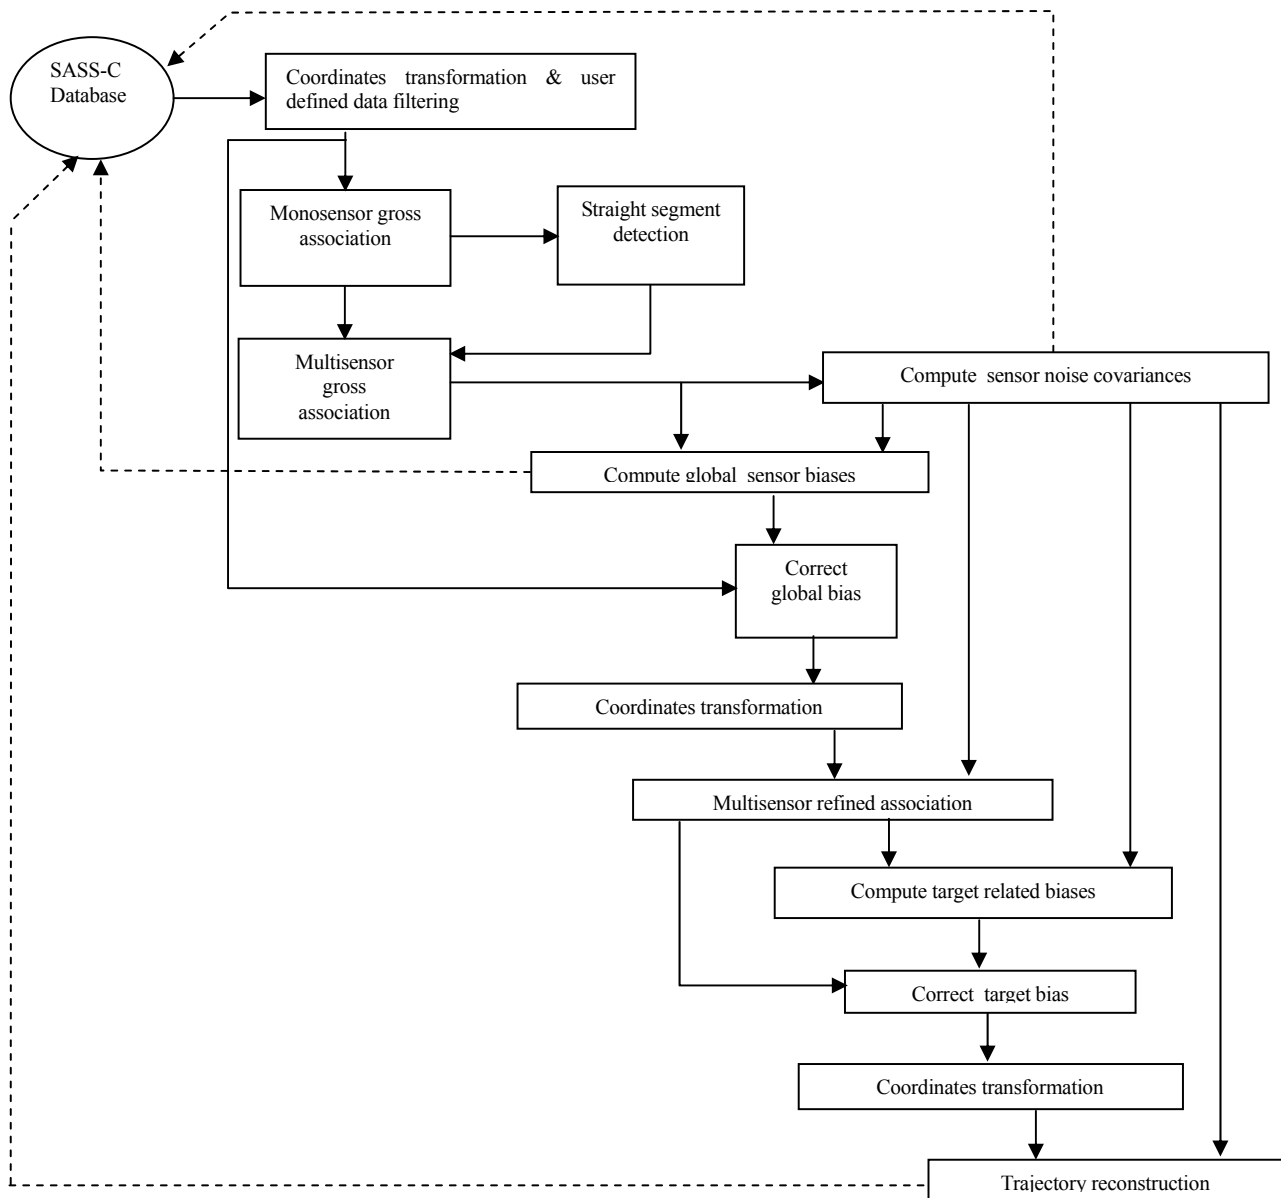 SASS-C
Database
Coordinates transformation & user
defined data filtering
Monosensor gross
association
Straight segment
detection
Multisensor
gross
association
Compute sensor noise covariances
Compute global sensor biases
Correct
global bias
Coordinates transformation
Multisensor refined association
Compute target related biases
Correct target bias
Coordinates transformation
Trajectory reconstruction